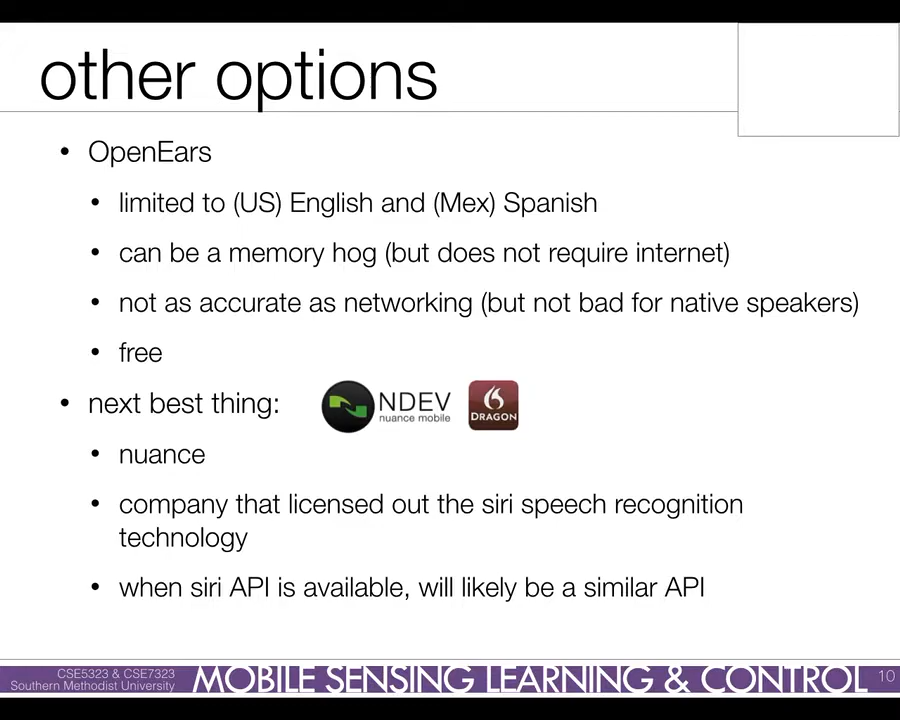 other options
• OpenEars
• limited to (US) English and (Mex) Spanish
• can be a memory hog (but does not require internet)
• not as accurate as networking (but not bad for native speakers)
• free
• next best thing:
NDEV
nuance mobile
DRAGON
• nuance
• company that licensed out the siri speech recognition
technology
• when siri API is available, will likely be a similar API
CSE5323 & CSE7323
Southern Methodist University
MOBILE SENSING LEARNING & CONTROL
10